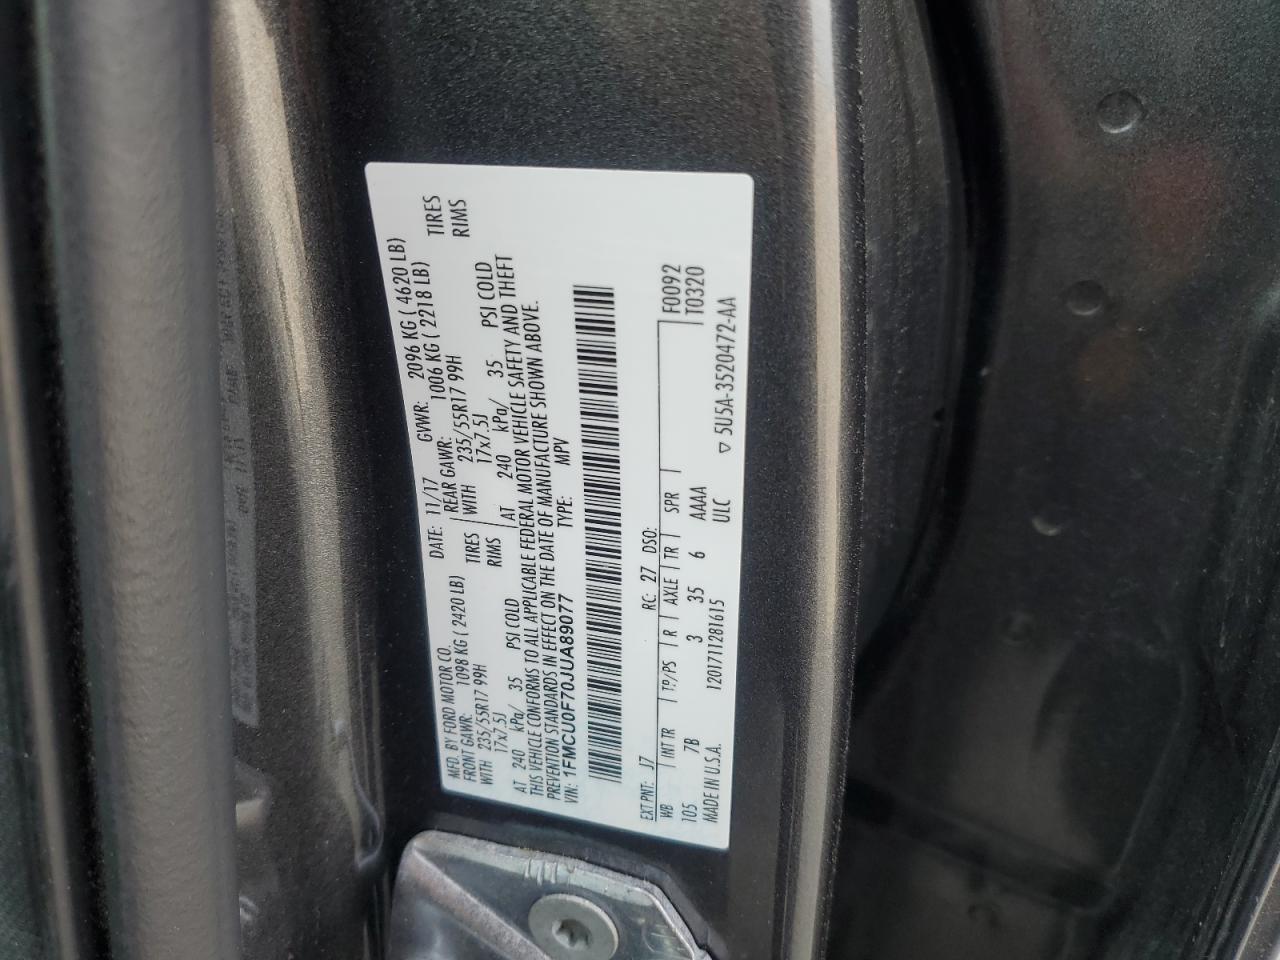 MFD. BY FORD MOTOR CO.
DATE: 11/17 GVWR: 2096 KG ( 4620 LB)
FRONT GAWR: 1098 KG ( 2420 LB) REAR GAWR: 1006 KG ( 2218 LB)
WITH 235/55R17 99H TIRES WITH 235/55R17 99H TIRES
17x7.5J RIMS 17x7.5J RIMS
AT 240 kPa/ 35 PSI COLD AT 240 kPa/ 35 PSI COLD
THIS VEHICLE CONFORMS TO ALL APPLICABLE FEDERAL MOTOR VEHICLE SAFETY AND THEFT
PREVENTION STANDARDS IN EFFECT ON THE DATE OF MANUFACTURE SHOWN ABOVE.
VIN: 1FMCU0F70JUA89077 TYPE: MPV
EXT PNT: J7 RC: 27 DSO: F0092
WB INT TR TP/PS R AXLE TR SPR T0320
105 7B 3 35 6 AAAA
MADE IN U.S.A. 1201711281615 ULC ▽ 5U5A-3520472-AA